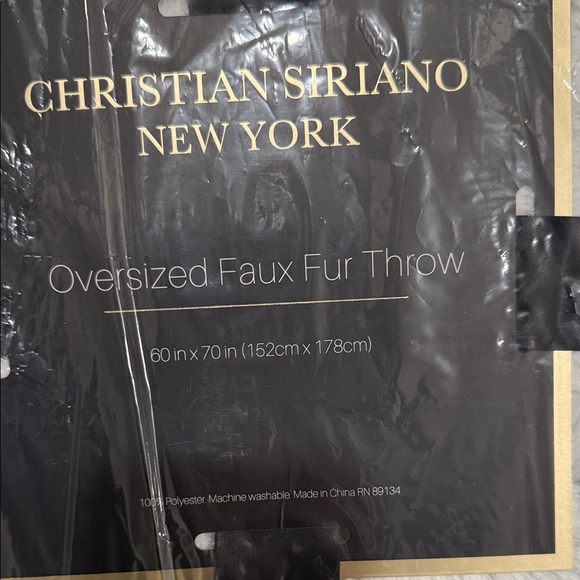 CHRISTIAN SIRIANO
NEW YORK
Oversized Faux Fur Throw
60 in x 70 in (152cm x 178cm)
100% Polyester. Machine washable. Made in China RN 89134